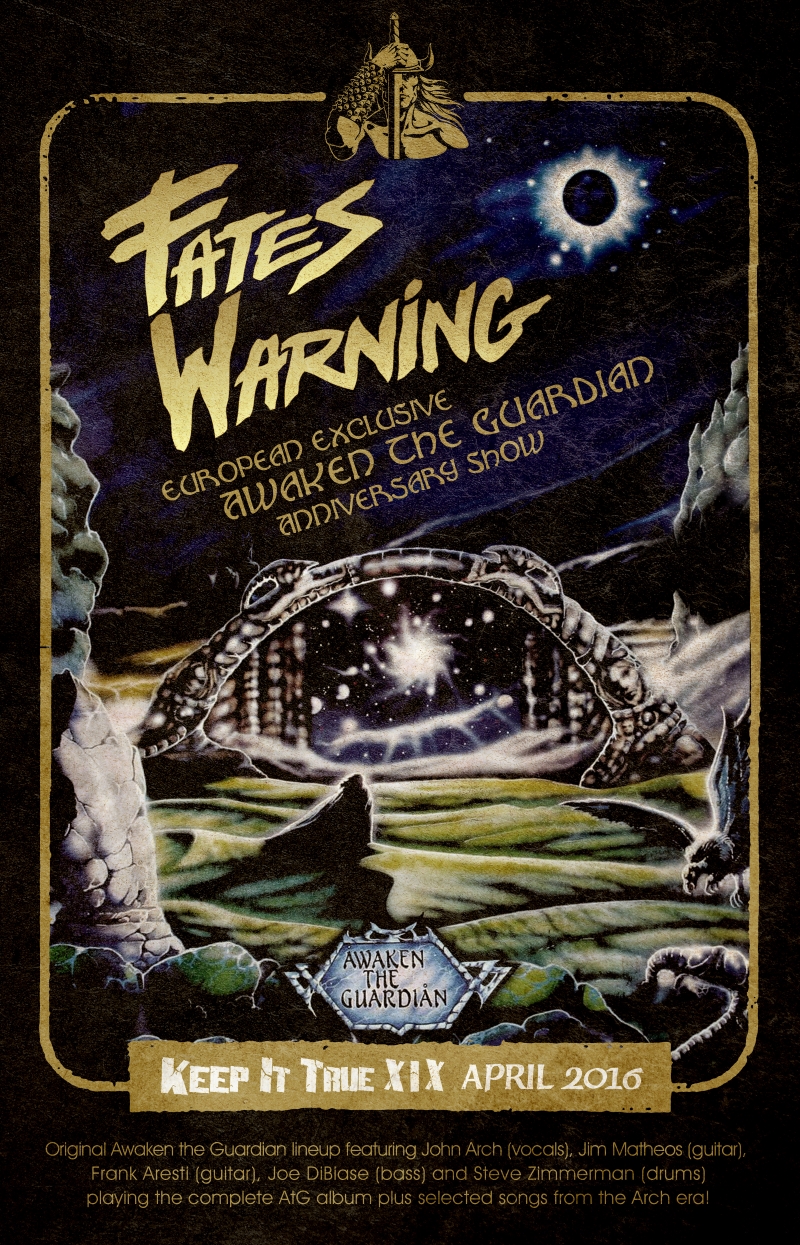 FATES
WARNING
EUROPEAN EXCLUSIVE
AWAKEN THE GUARDIAN
ANNIVERSARY SHOW
AWAKEN
THE
GUARDIAN
KEEP IT TRUE XIX APRIL 2016
Original Awaken the Guardian lineup featuring John Arch (vocals), Jim Matheos (guitar),
Frank Aresti (guitar), Joe DiBiase (bass) and Steve Zimmerman (drums)
playing the complete AtG album plus selected songs from the Arch era!